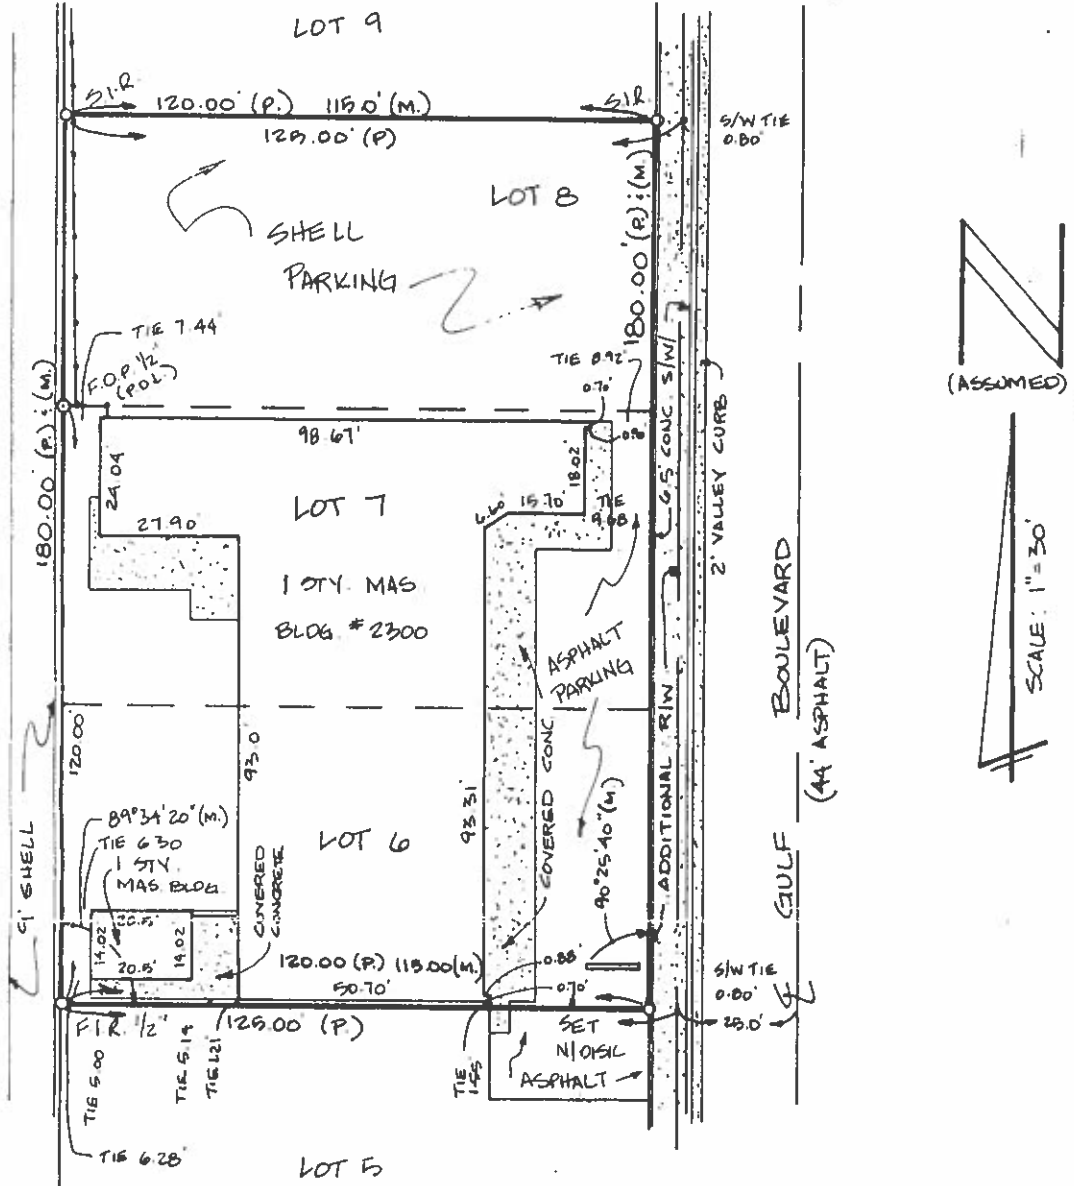 LOT 9
S.I.R.
120.00' (P.) 115.0' (M.)
S.I.R.
125.00' (P)
S/W TIE
0.80'
LOT 8
SHELL
PARKING
180.00' (P.) : (M.)
TIE 7.44'
F.O.P. 1/2"
(P.O.L.)
TIE 8.92'
0.70'
0.90
(ASSUMED)
98.67'
180.00' (P.) : (M.)
24.04
18.02
6.5' CONC. S/W
2' VALLEY CURB
LOT 7
27.90
6.60
15.70'
TIE
9.68
1 STY. MAS
BLDG. # 2300
ASPHALT
PARKING
BOULEVARD
(44' ASPHALT)
SCALE: 1"=30'
ADDITIONAL R/W
120.00
93.0
93.31'
COVERED CONC
90°25'40"(M.)
89°34'20"(M.)
TIE 6.30
1 STY.
MAS. BLDG.
LOT 6
9' SHELL
COVERED
CONCRETE
GULF
20.5'
14.02
14.02
20.5'
120.00 (P.) 115.00 (M.)
50.70'
0.88'
0.70'
S/W TIE
0.80'
25.0'
F.I.R. 1/2"
125.00 (P.)
SET
N/DISK
ASPHALT
TIE 5.00
TIE 5.14
TIE 1.21
TIE
1.55'
TIE 6.28'
LOT 5